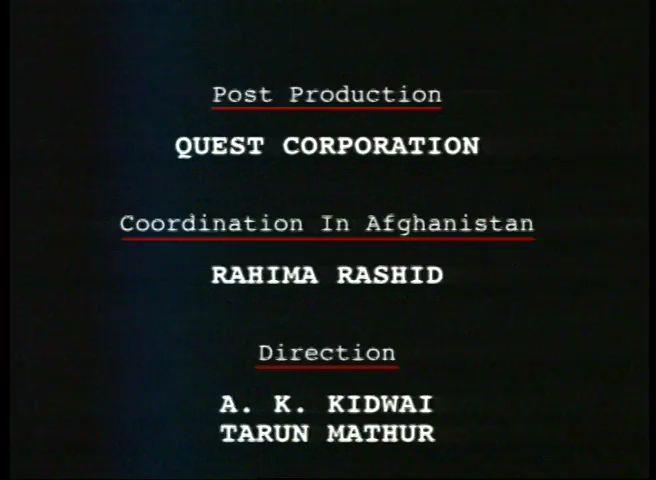 Post Production
QUEST CORPORATION
Coordination In Afghanistan
RAHIMA RASHID
Direction
A. K. KIDWAI
TARUN MATHUR